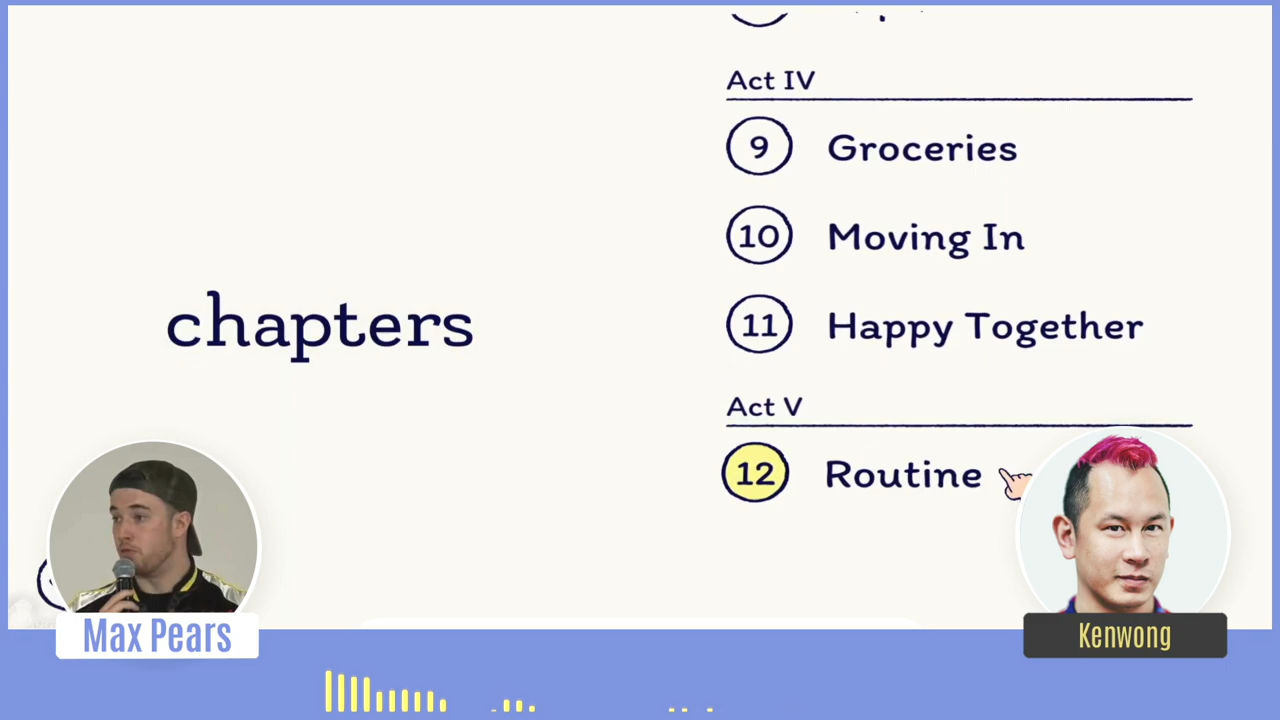 Act IV
9 Groceries
10 Moving In
11 Happy Together
chapters
Act V
12 Routine
Max Pears
Kenwong